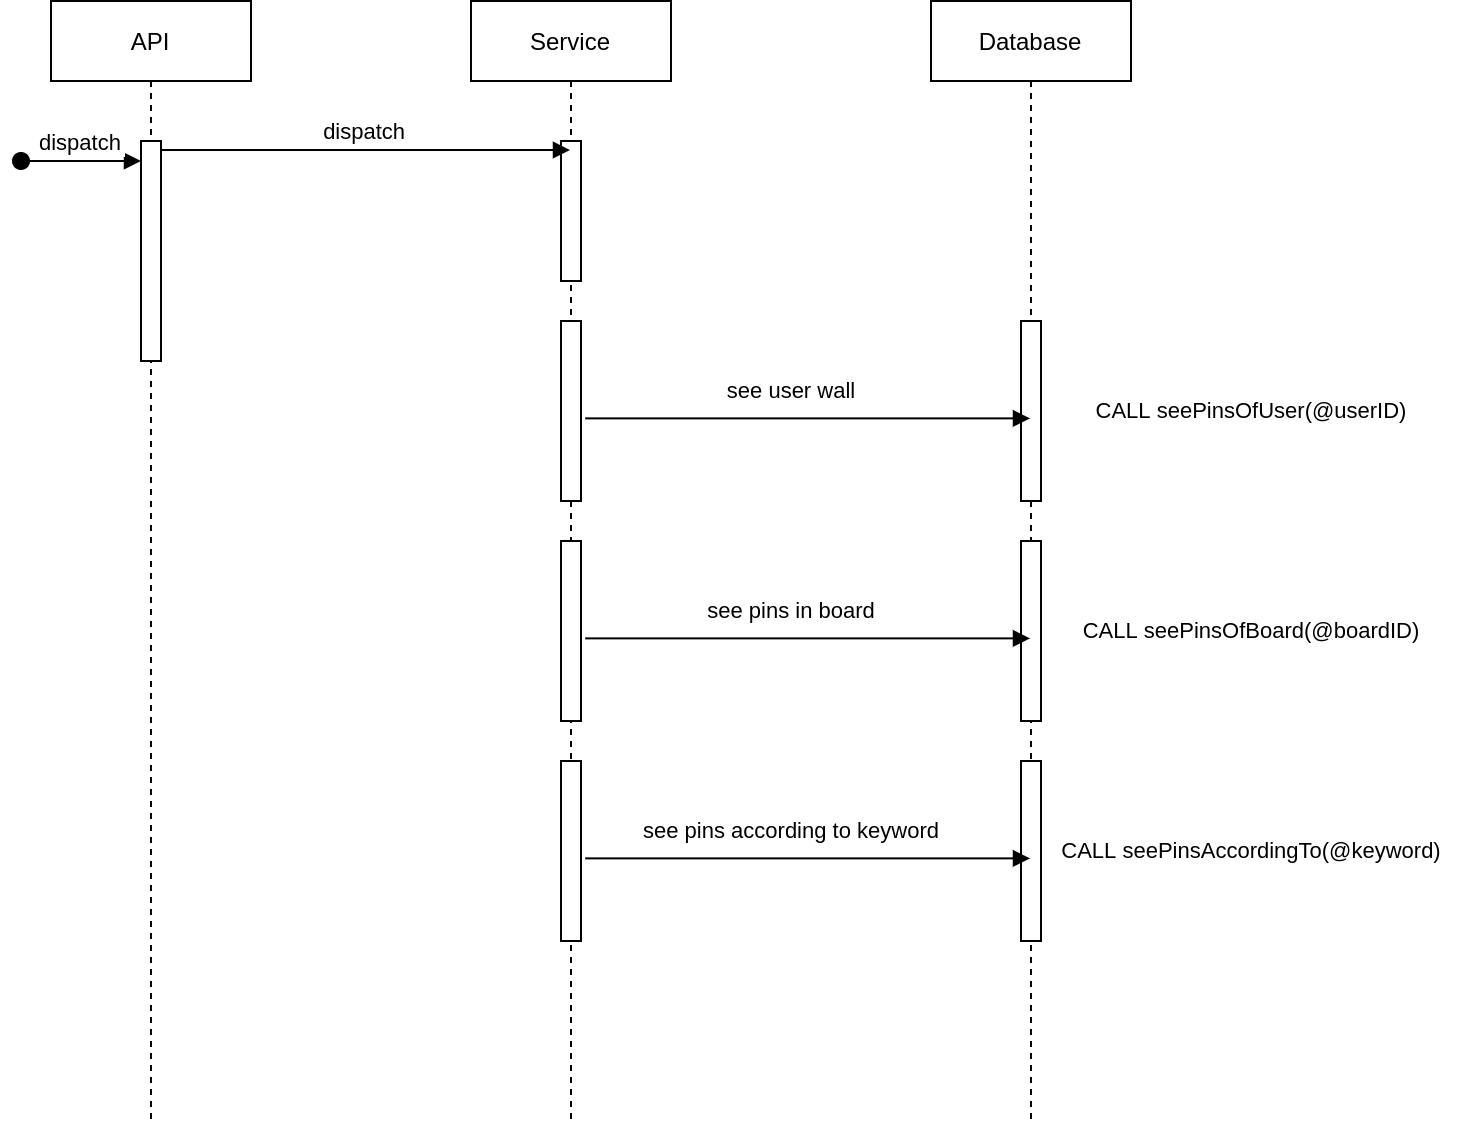 API
Service
Database
dispatch
dispatch
see user wall
CALL seePinsOfUser(@userID)
see pins in board
CALL seePinsOfBoard(@boardID)
see pins according to keyword
CALL seePinsAccordingTo(@keyword)